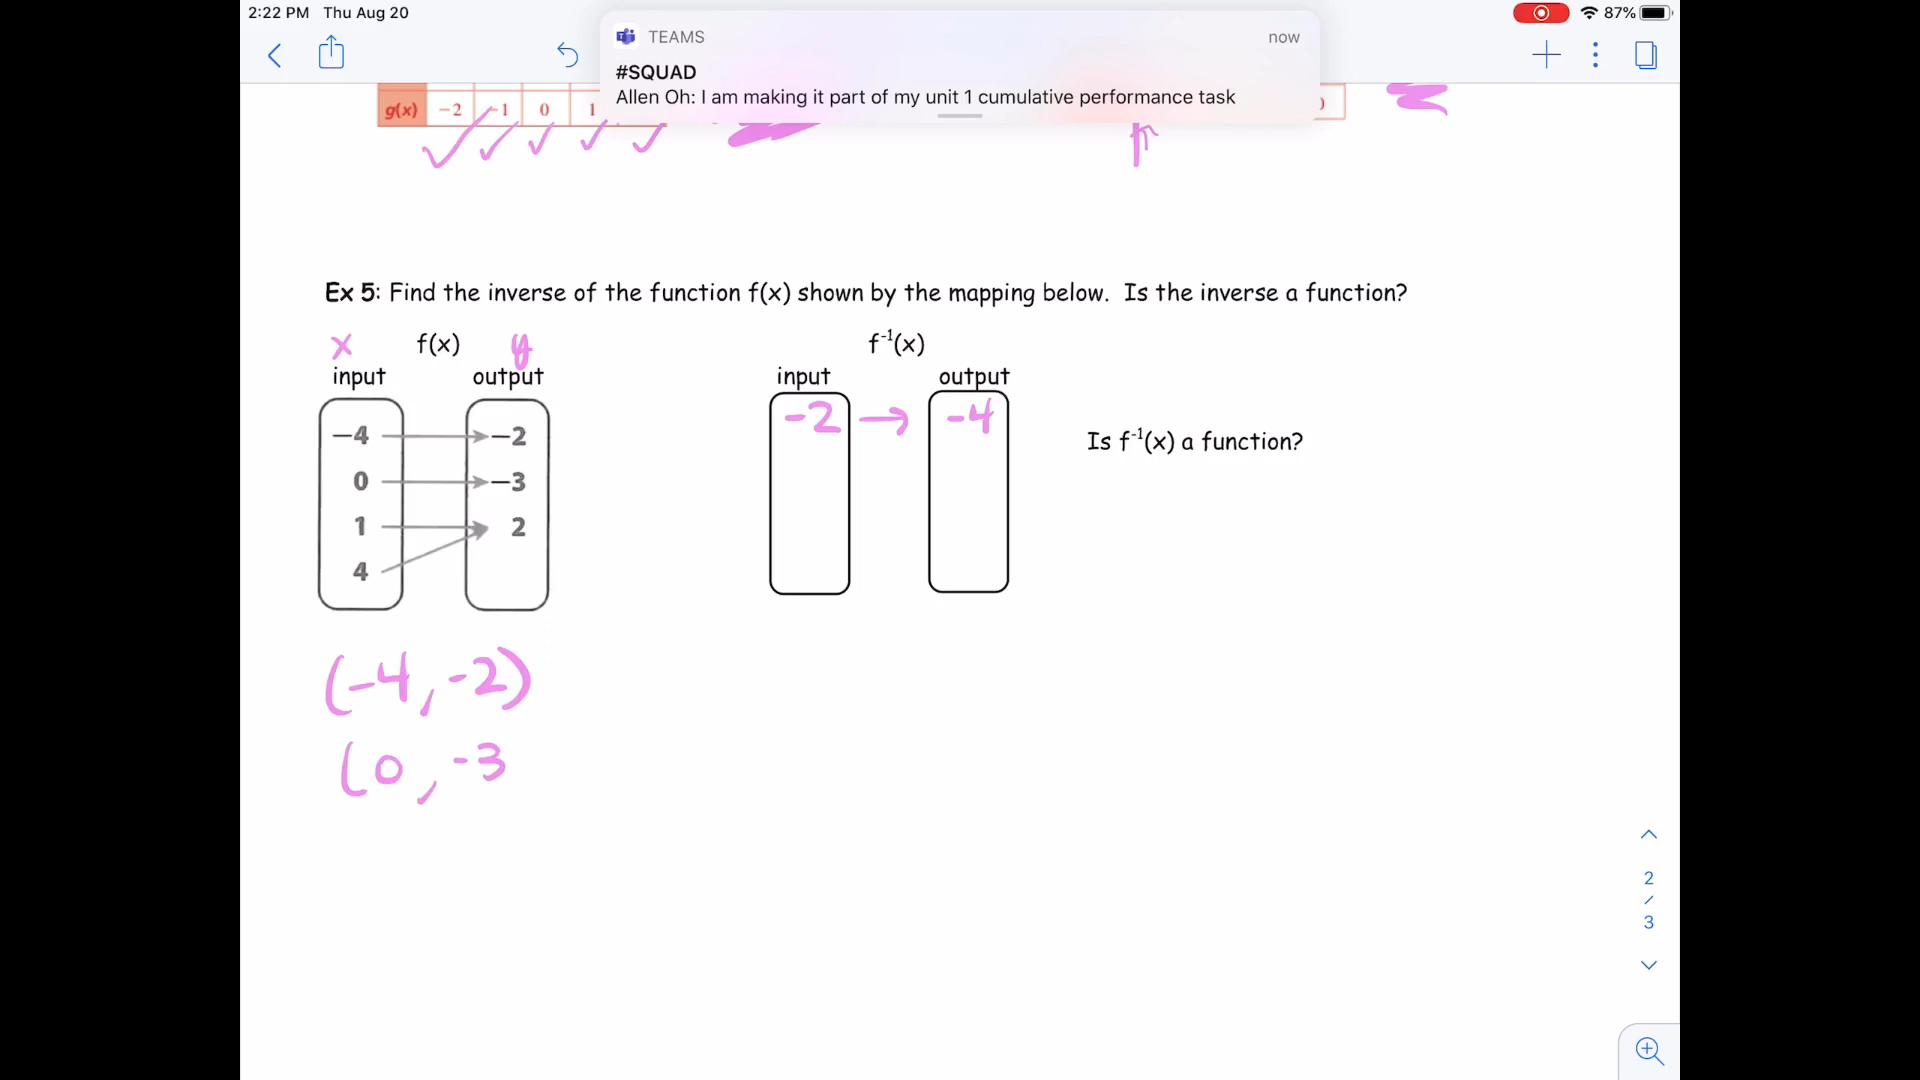 2:22 PM Thu Aug 20
87%
TEAMS
now
#SQUAD
Allen Oh: I am making it part of my unit 1 cumulative performance task
g(x) −2 −1 0 1
Ex 5: Find the inverse of the function f(x) shown by the mapping below. Is the inverse a function?
x f(x) y
input output
−4 −2
0 −3
1 2
4
f⁻¹(x)
input output
-2 → -4
Is f⁻¹(x) a function?
(-4, -2)
(0, -3
2
/
3